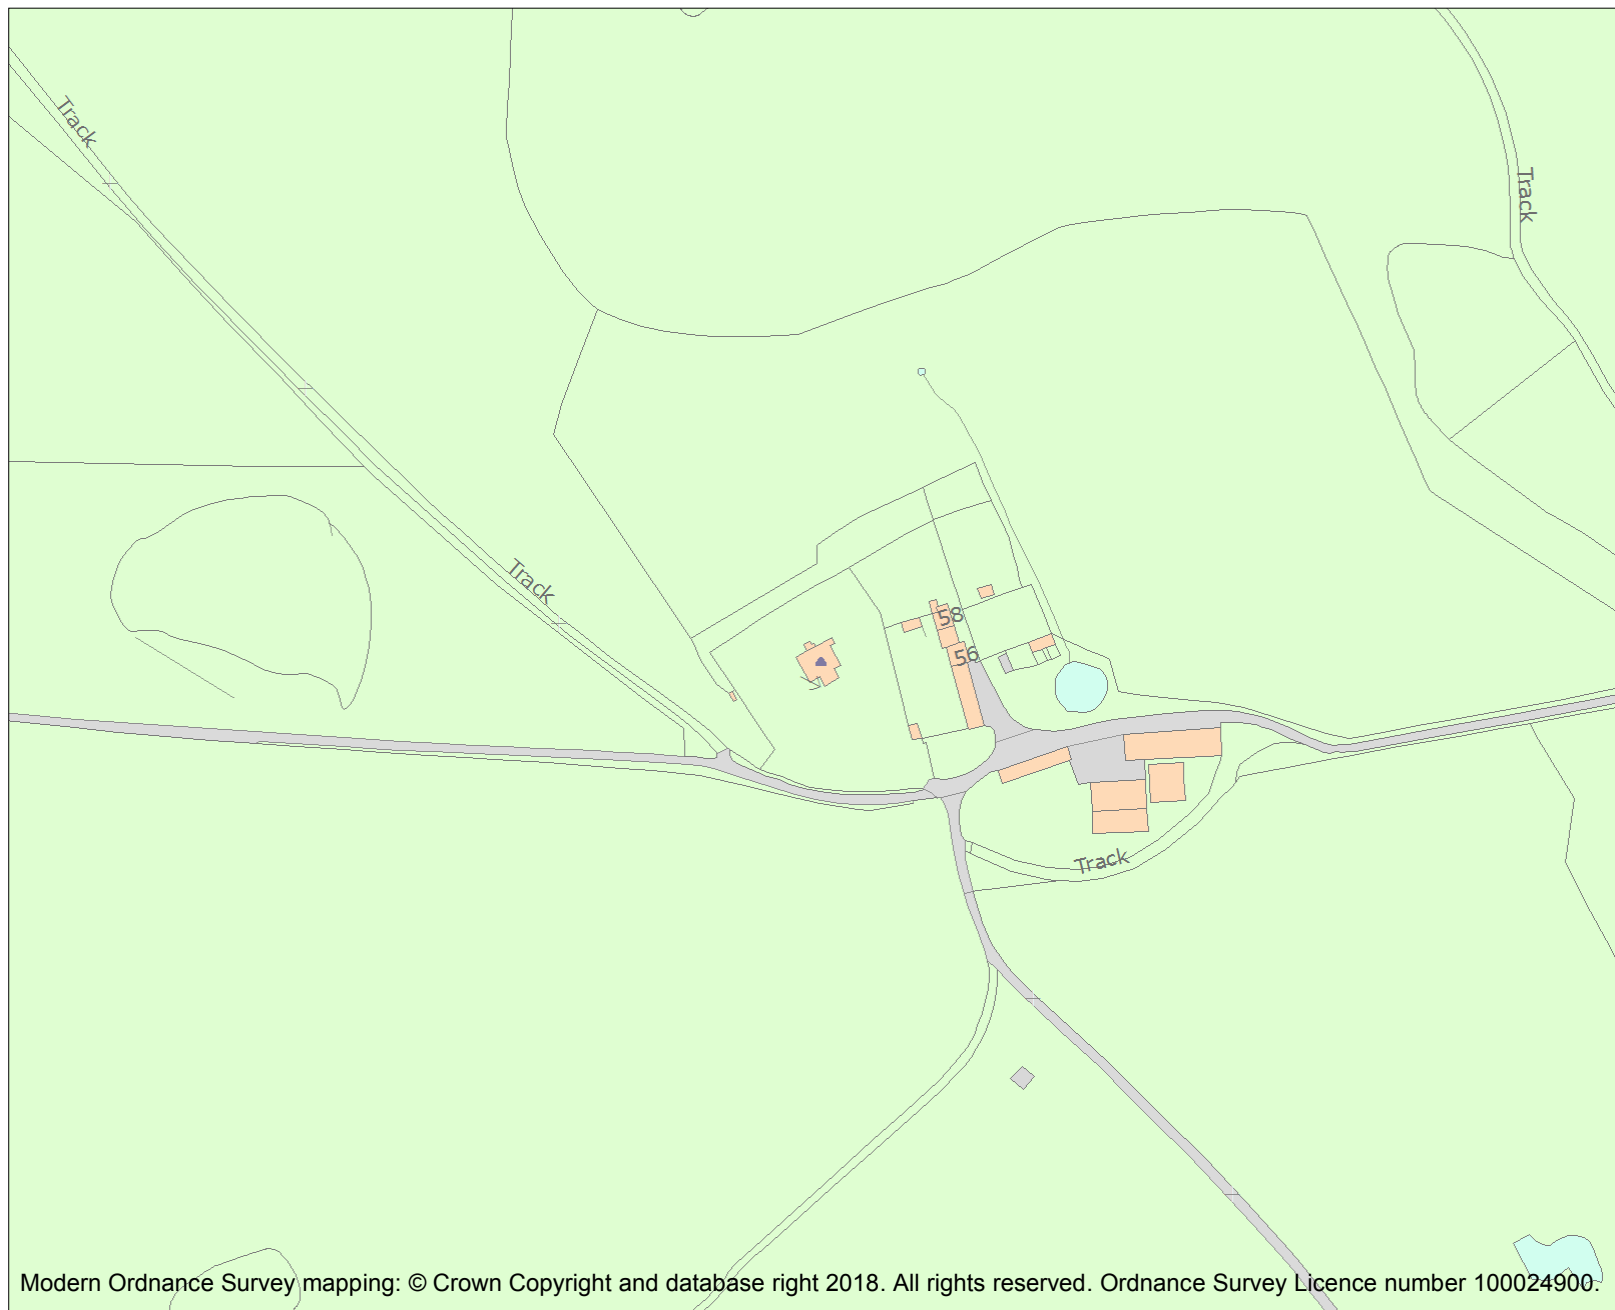 Track
Track
Track
58
56
Track
Modern Ordnance Survey mapping: © Crown Copyright and database right 2018. All rights reserved. Ordnance Survey Licence number 100024900.